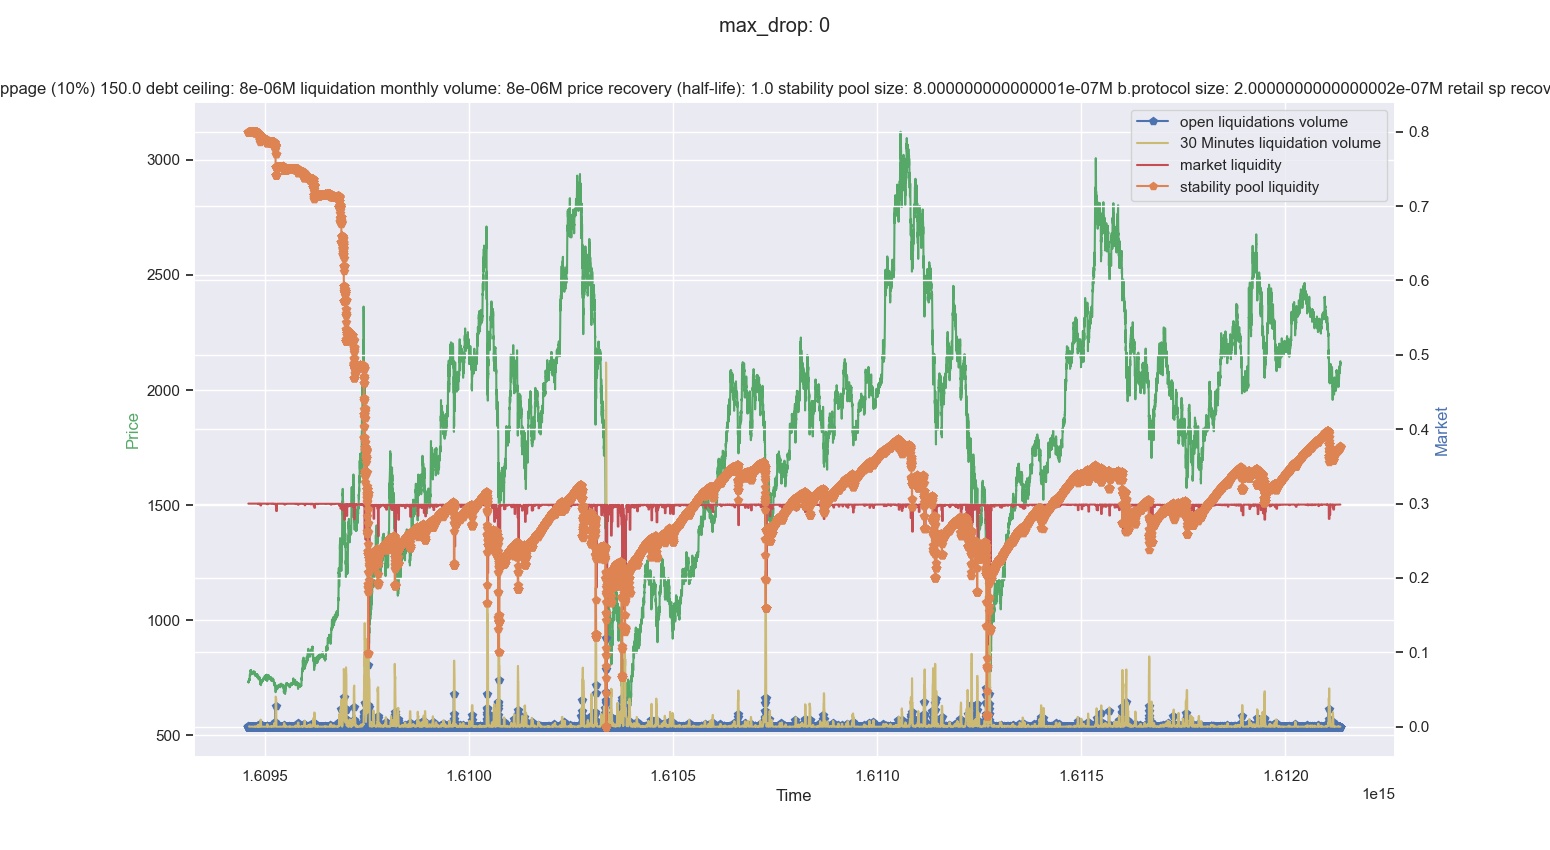 max_drop: 0
ppage (10%) 150.0 debt ceiling: 8e-06M liquidation monthly volume: 8e-06M price recovery (half-life): 1.0 stability pool size: 8.000000000000001e-07M b.protocol size: 2.0000000000000002e-07M retail sp recov
open liquidations volume
30 Minutes liquidation volume
market liquidity
stability pool liquidity
3000
2500
2000
1500
1000
500
Price
0.8
0.7
0.6
0.5
0.4
0.3
0.2
0.1
0.0
Market
1.6095 1.6100 1.6105 1.6110 1.6115 1.6120
1e15
Time